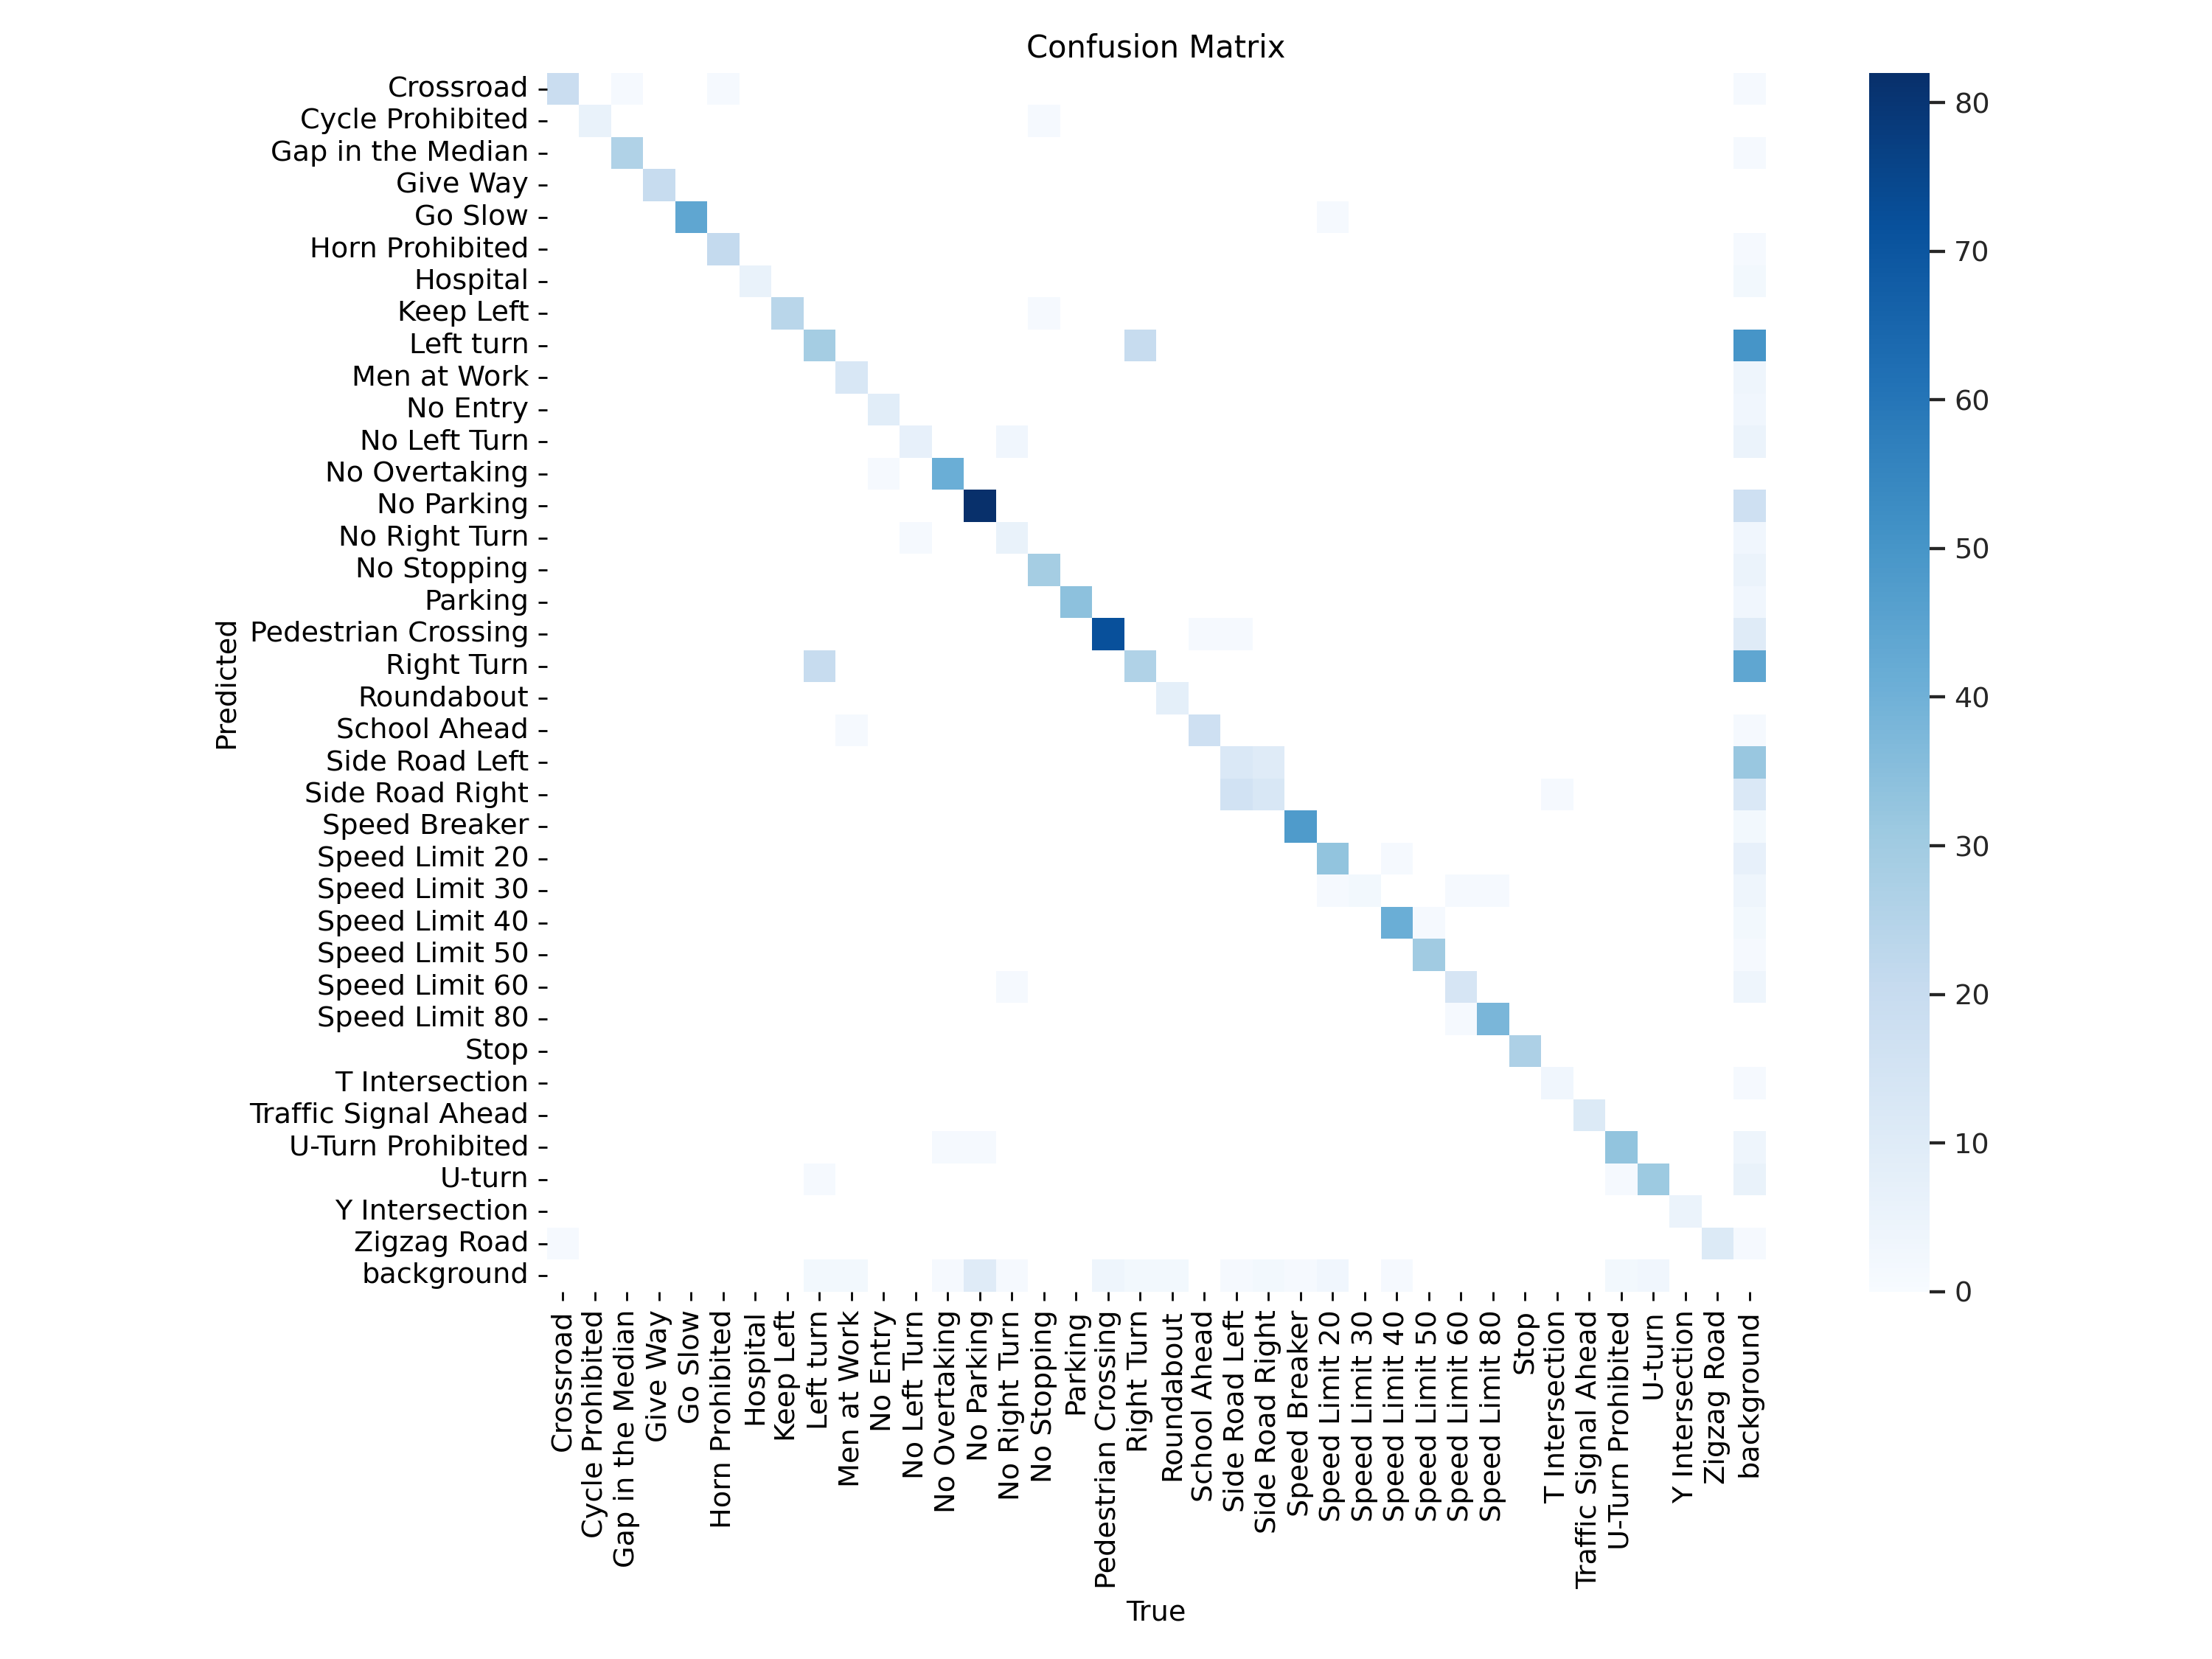 Confusion Matrix
Predicted
Crossroad
Cycle Prohibited
Gap in the Median
Give Way
Go Slow
Horn Prohibited
Hospital
Keep Left
Left turn
Men at Work
No Entry
No Left Turn
No Overtaking
No Parking
No Right Turn
No Stopping
Parking
Pedestrian Crossing
Right Turn
Roundabout
School Ahead
Side Road Left
Side Road Right
Speed Breaker
Speed Limit 20
Speed Limit 30
Speed Limit 40
Speed Limit 50
Speed Limit 60
Speed Limit 80
Stop
T Intersection
Traffic Signal Ahead
U-Turn Prohibited
U-turn
Y Intersection
Zigzag Road
background
Crossroad
Cycle Prohibited
Gap in the Median
Give Way
Go Slow
Horn Prohibited
Hospital
Keep Left
Left turn
Men at Work
No Entry
No Left Turn
No Overtaking
No Parking
No Right Turn
No Stopping
Parking
Pedestrian Crossing
Right Turn
Roundabout
School Ahead
Side Road Left
Side Road Right
Speed Breaker
Speed Limit 20
Speed Limit 30
Speed Limit 40
Speed Limit 50
Speed Limit 60
Speed Limit 80
Stop
T Intersection
Traffic Signal Ahead
U-Turn Prohibited
U-turn
Y Intersection
Zigzag Road
background
True
80
70
60
50
40
30
20
10
0